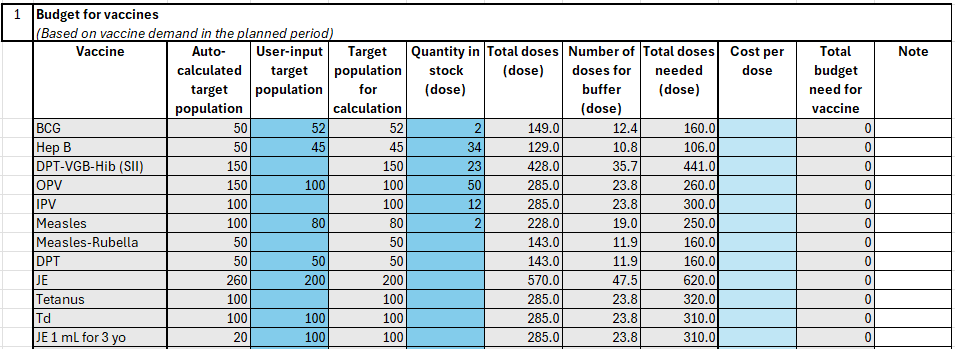 1 Budget for vaccines
(Based on vaccine demand in the planned period)
Vaccine Auto-calculated target population User-input target population Target population for calculation Quantity in stock (dose) Total doses (dose) Number of doses for buffer (dose) Total doses needed (dose) Cost per dose Total budget need for vaccine Note
BCG 50 52 52 2 149.0 12.4 160.0 0
Hep B 50 45 45 34 129.0 10.8 106.0 0
DPT-VGB-Hib (SII) 150 150 23 428.0 35.7 441.0 0
OPV 150 100 100 50 285.0 23.8 260.0 0
IPV 100 100 12 285.0 23.8 300.0 0
Measles 100 80 80 2 228.0 19.0 250.0 0
Measles-Rubella 50 50 143.0 11.9 160.0 0
DPT 50 50 50 143.0 11.9 160.0 0
JE 260 200 200 570.0 47.5 620.0 0
Tetanus 100 100 285.0 23.8 320.0 0
Td 100 100 100 285.0 23.8 310.0 0
JE 1 mL for 3 yo 20 100 100 285.0 23.8 310.0 0